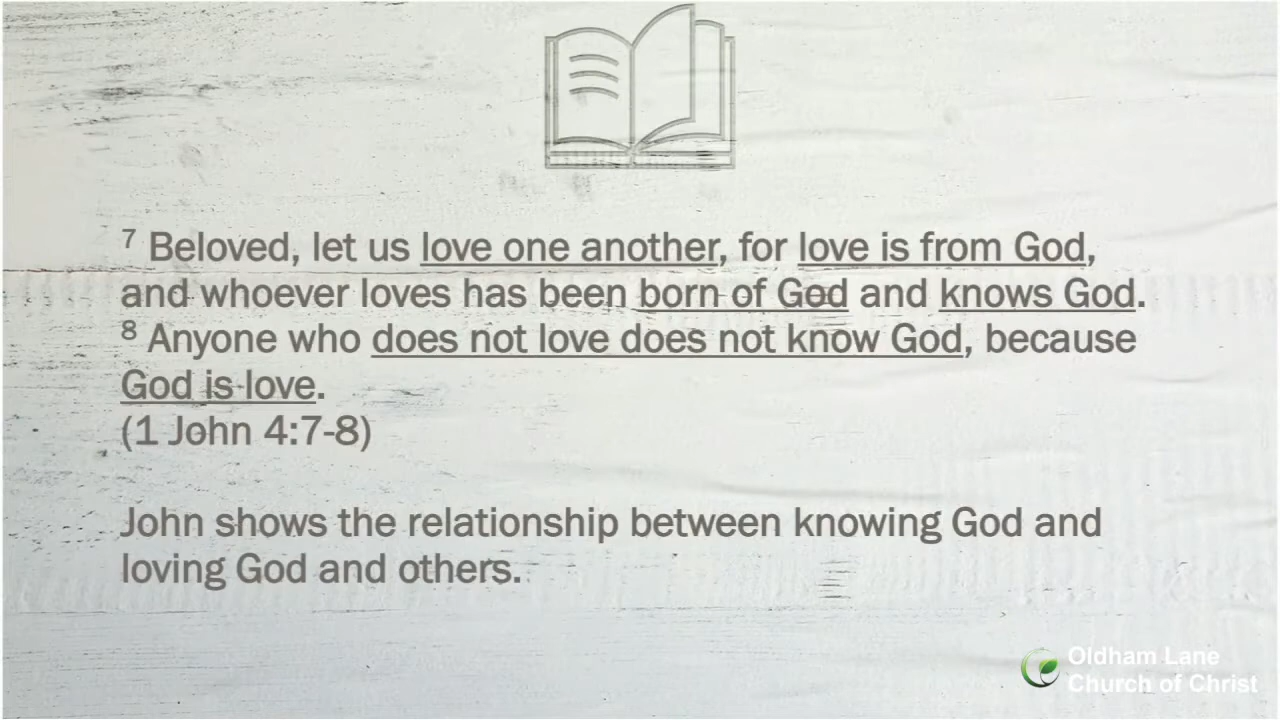 7 Beloved, let us love one another, for love is from God,
and whoever loves has been born of God and knows God.
8 Anyone who does not love does not know God, because
God is love.
(1 John 4:7-8)
John shows the relationship between knowing God and
loving God and others.
Oldham Lane
Church of Christ